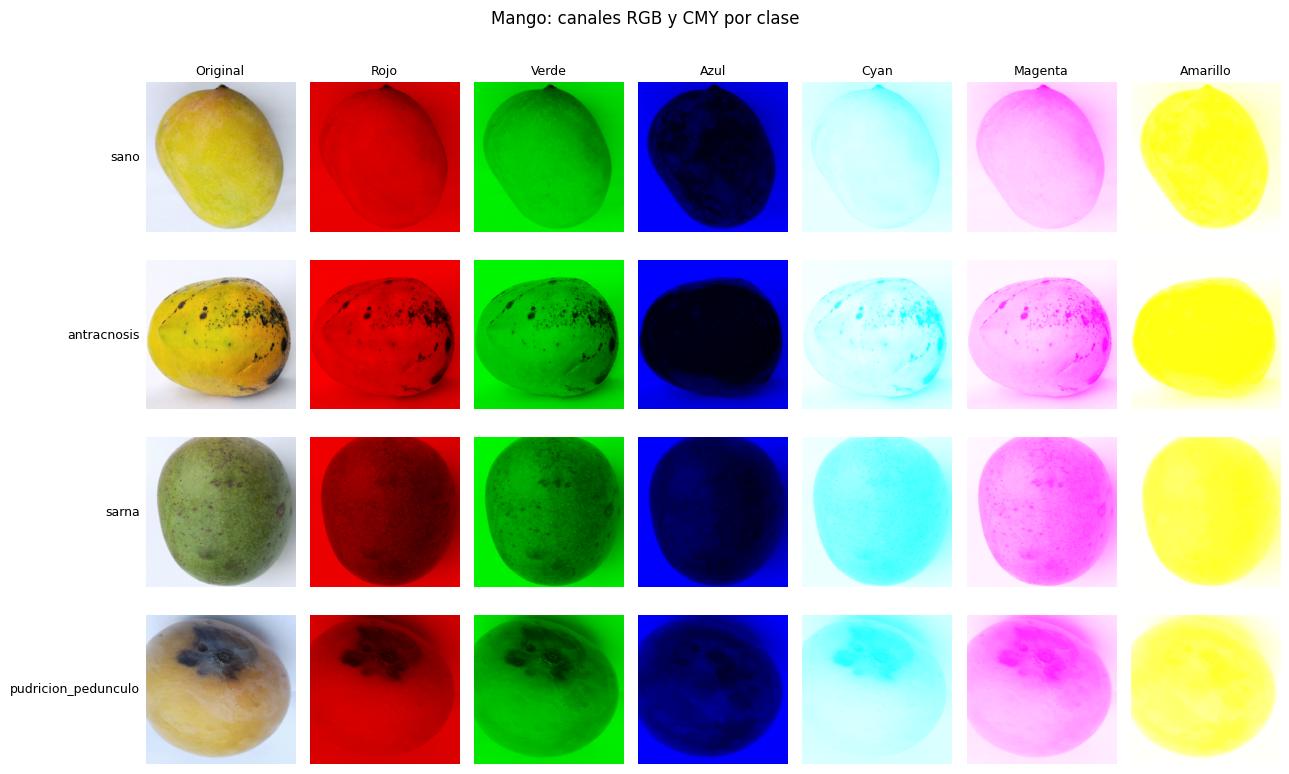 Mango: canales RGB y CMY por clase
Original Rojo Verde Azul Cyan Magenta Amarillo
sano
antracnosis
sarna
pudricion_pedunculo